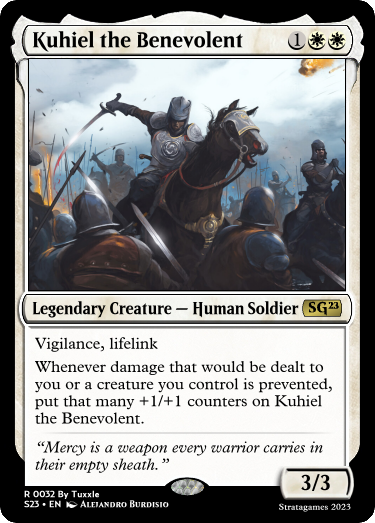 Kuhiel the Benevolent 1
Legendary Creature — Human Soldier SG23
Vigilance, lifelink
Whenever damage that would be dealt to
you or a creature you control is prevented,
put that many +1/+1 counters on Kuhiel
the Benevolent.
“Mercy is a weapon every warrior carries in
their empty sheath.”
3/3
R 0032 By Tuxxle
S23 • EN Alejandro Burdisio
Stratagames 2023